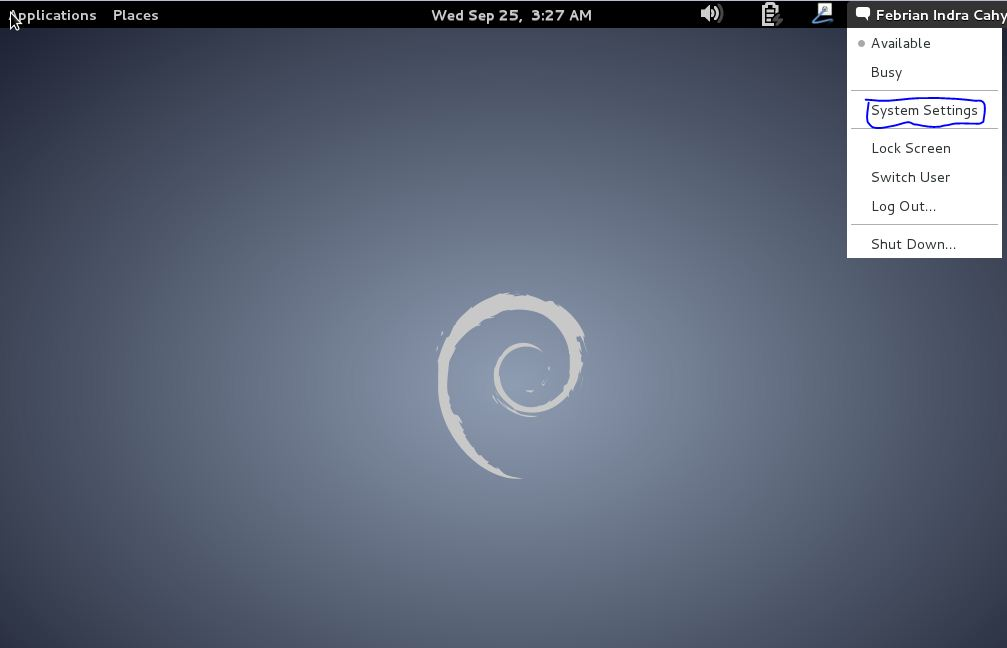 Applications Places Wed Sep 25, 3:27 AM Febrian Indra Cahy
Available
Busy
System Settings
Lock Screen
Switch User
Log Out...
Shut Down...